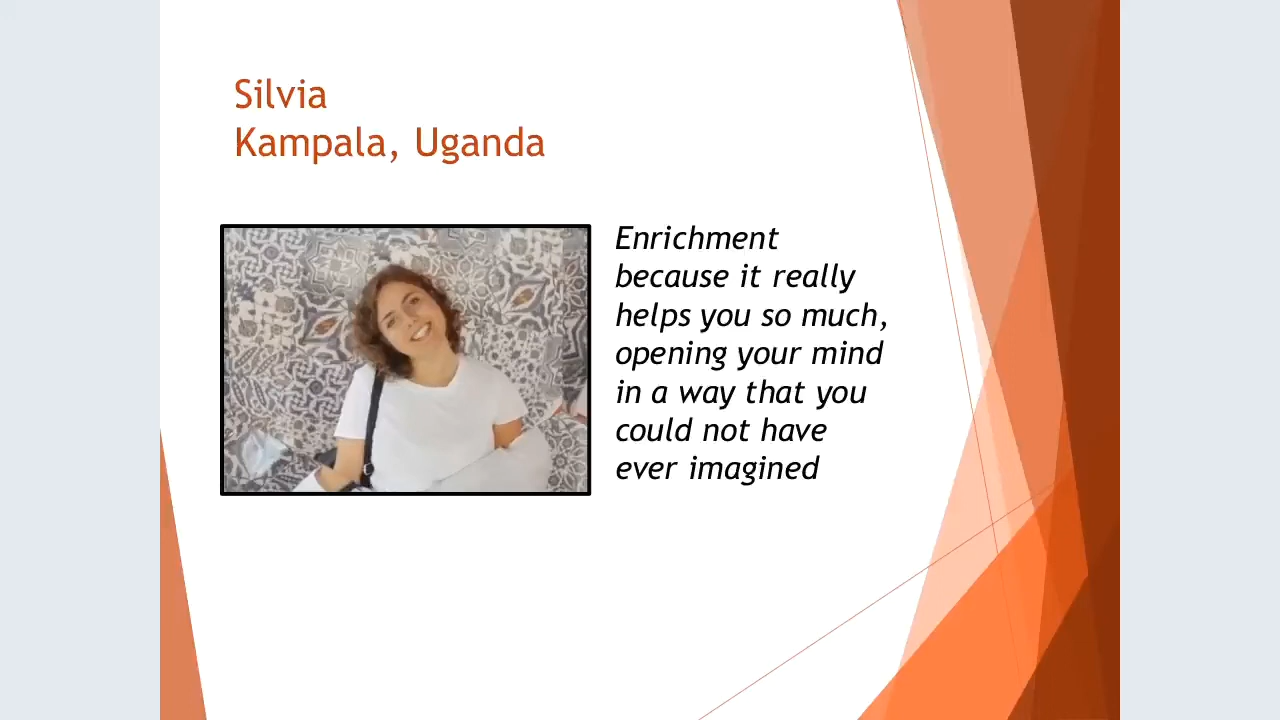 Silvia
Kampala, Uganda
Enrichment
because it really
helps you so much,
opening your mind
in a way that you
could not have
ever imagined